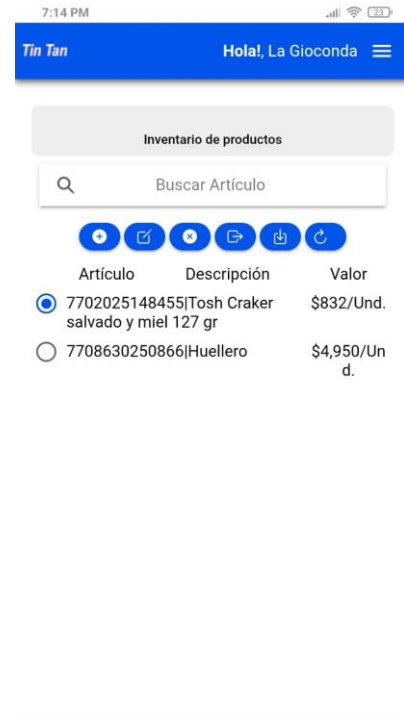 7:14 PM 23
Tin Tan Hola!, La Gioconda
Inventario de productos
Buscar Artículo
Artículo Descripción Valor
7702025148455|Tosh Craker $832/Und.
salvado y miel 127 gr
7708630250866|Huellero $4,950/Un
d.